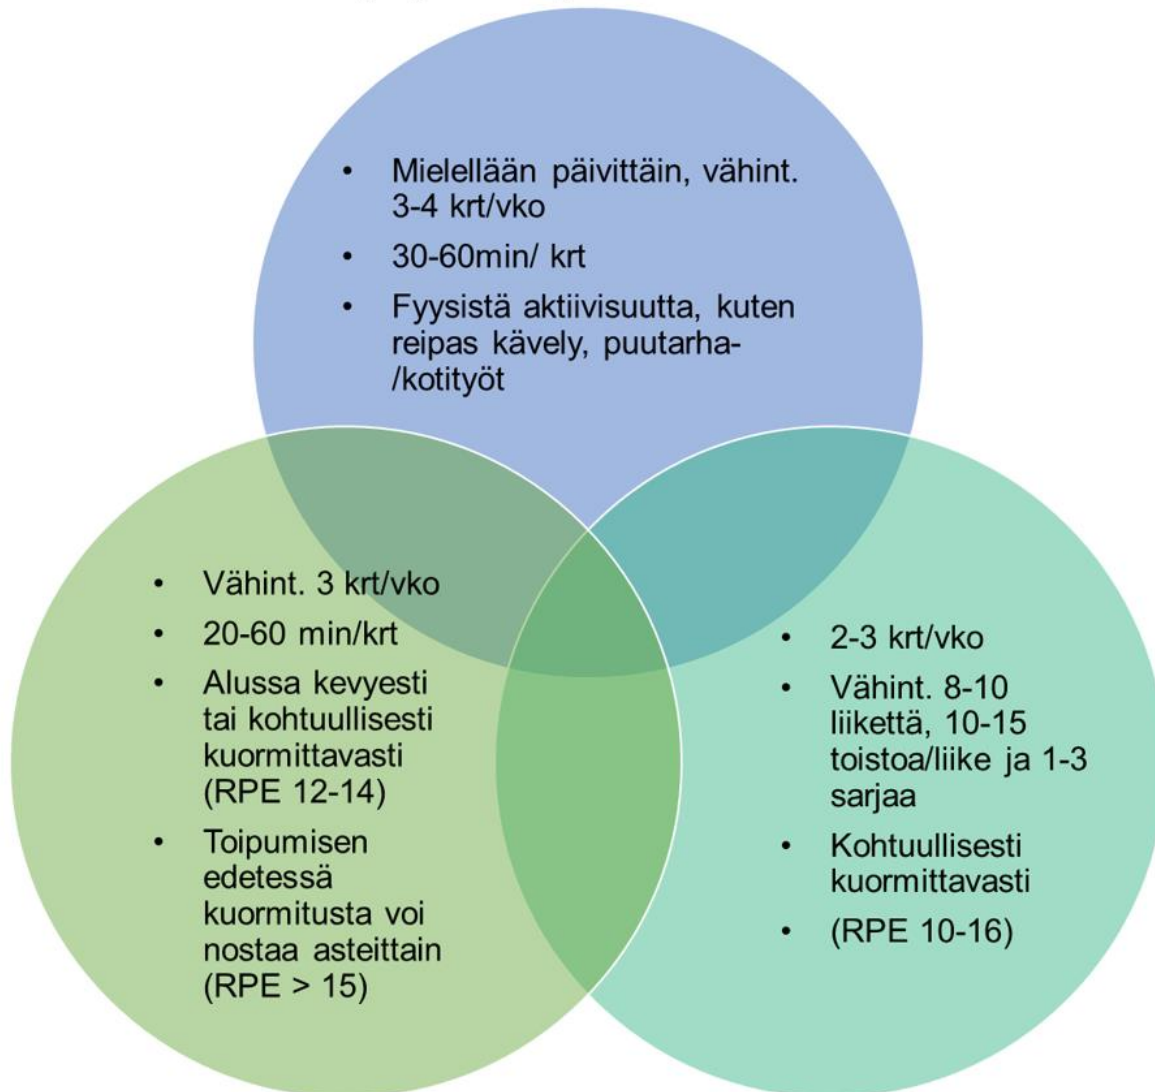 • Mielellään päivittäin, vähint.
3-4 krt/vko
• 30-60min/ krt
• Fyysistä aktiivisuutta, kuten
reipas kävely, puutarha-
/kotityöt
• Vähint. 3 krt/vko
• 20-60 min/krt
• Alussa kevyesti
tai kohtuullisesti
kuormittavasti
(RPE 12-14)
• Toipumisen
edetessä
kuormitusta voi
nostaa asteittain
(RPE > 15)
• 2-3 krt/vko
• Vähint. 8-10
liikettä, 10-15
toistoa/liike ja 1-3
sarjaa
• Kohtuullisesti
kuormittavasti
• (RPE 10-16)